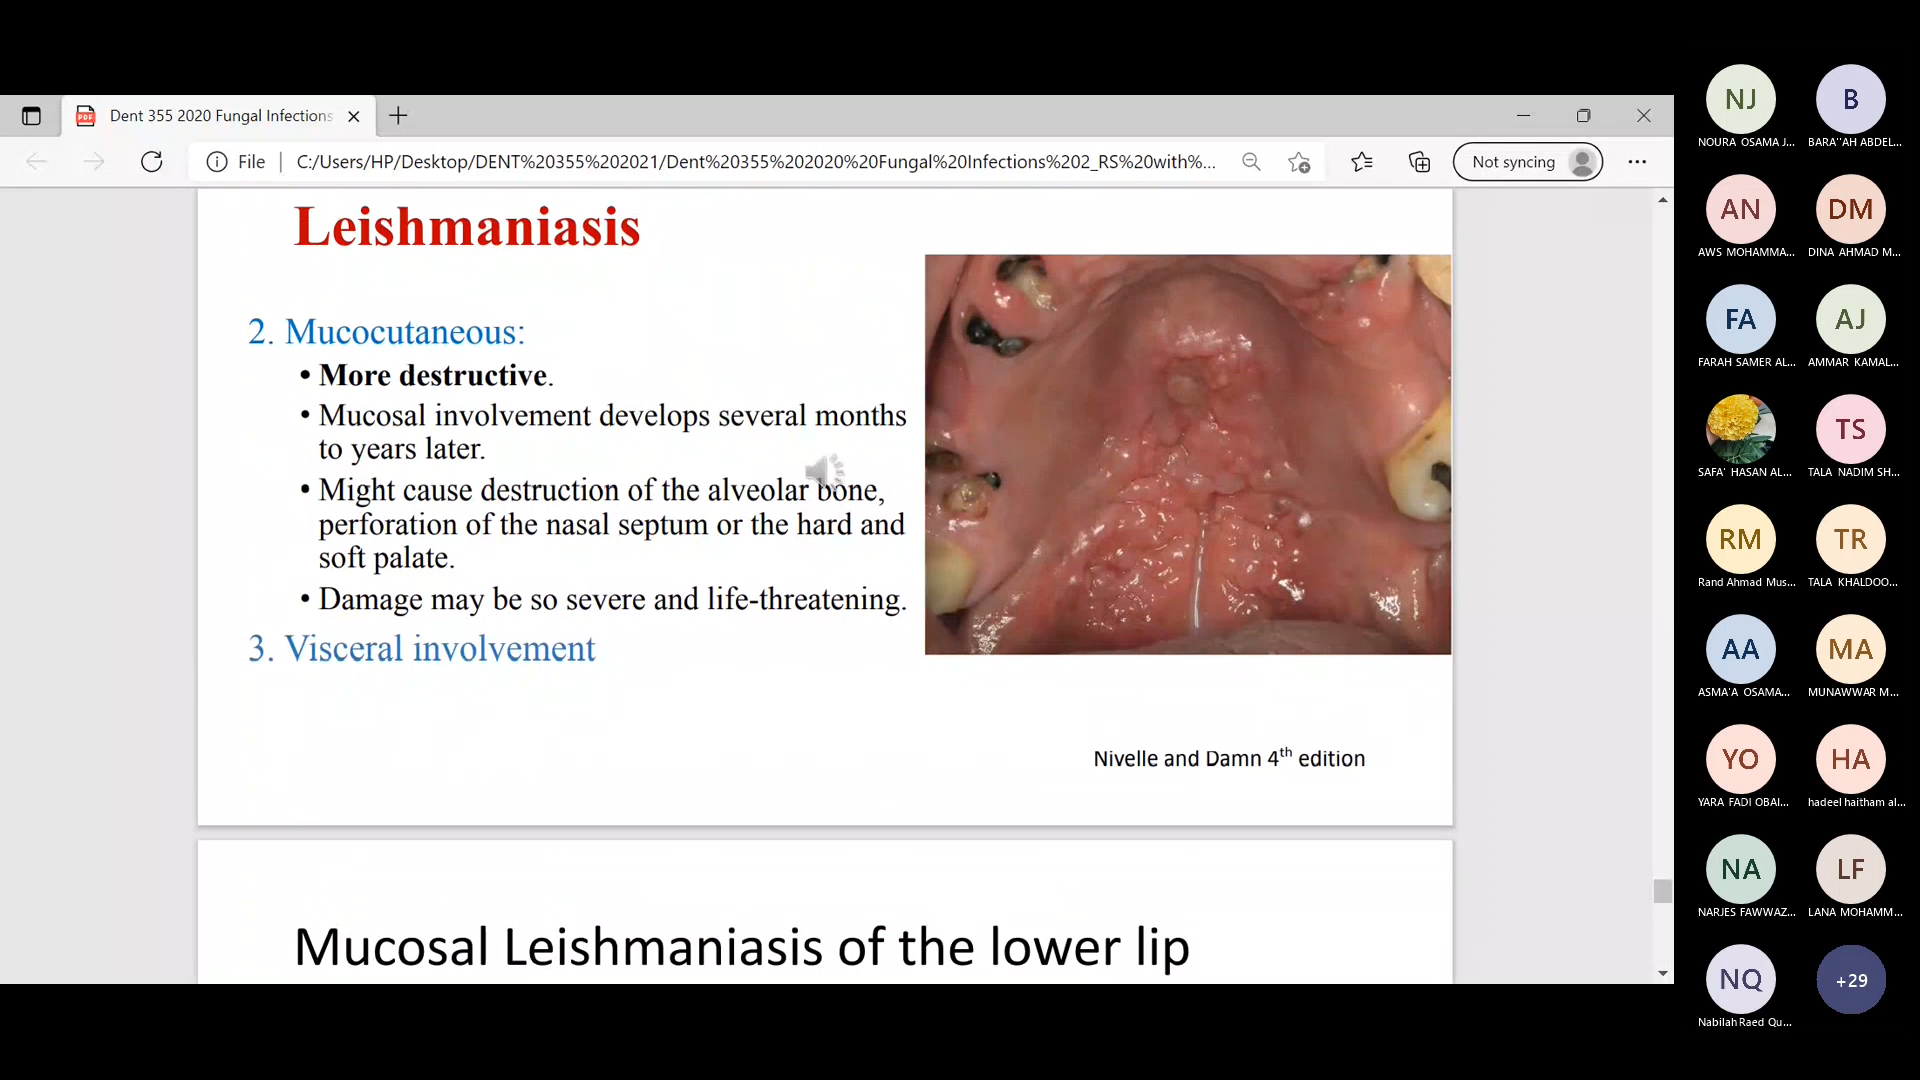 Dent 355 2020 Fungal Infections
File
C:/Users/HP/Desktop/DENT%20355%202021/Dent%20355%202020%20Fungal%20Infections%202_RS%20with%...
Not syncing
Leishmaniasis
2. Mucocutaneous:
• More destructive.
• Mucosal involvement develops several months
to years later.
• Might cause destruction of the alveolar bone,
perforation of the nasal septum or the hard and
soft palate.
• Damage may be so severe and life-threatening.
3. Visceral involvement
Nivelle and Damn 4th edition
Mucosal Leishmaniasis of the lower lip
NJ
NOURA OSAMA J...
B
BARA''AH ABDEL...
AN
AWS MOHAMMA...
DM
DINA AHMAD M...
FA
FARAH SAMER AL...
AJ
AMMAR KAMAL...
SAFA' HASAN AL...
TS
TALA NADIM SH...
RM
Rand Ahmad Mus...
TR
TALA KHALDOO...
AA
ASMA'A OSAMA...
MA
MUNAWWAR M...
YO
YARA FADI OBAI...
HA
hadeel haitham al...
NA
NARJES FAWWAZ...
LF
LANA MOHAMM...
NQ
Nabilah Raed Qu...
+29